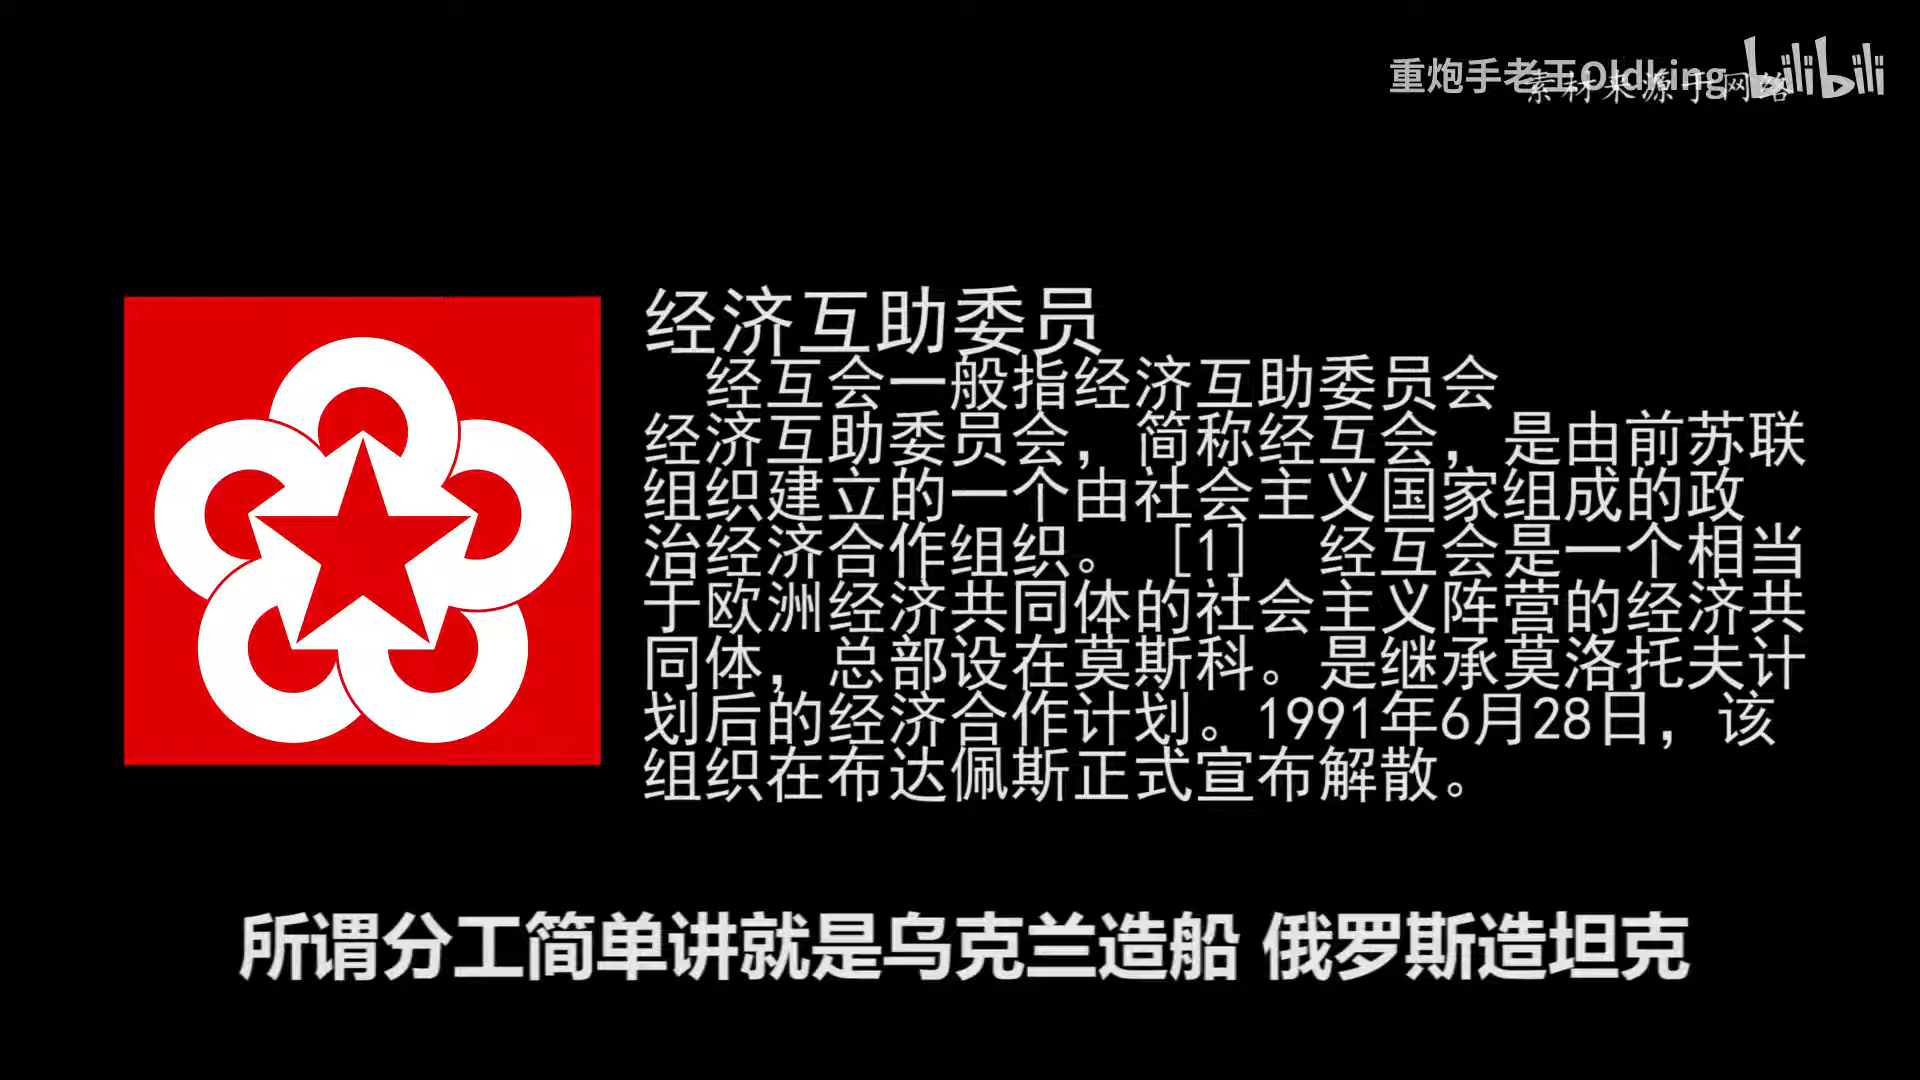 重炮手老王Oldking bilibili
素材来源于网络
经济互助委员
经互会一般指经济互助委员会
经济互助委员会，简称经互会，是由前苏联
组织建立的一个由社会主义国家组成的政
治经济合作组织。 [1] 经互会是一个相当
于欧洲经济共同体的社会主义阵营的经济共
同体，总部设在莫斯科。是继承莫洛托夫计
划后的经济合作计划。1991年6月28日，该
组织在布达佩斯正式宣布解散。
所谓分工简单讲就是乌克兰造船 俄罗斯造坦克